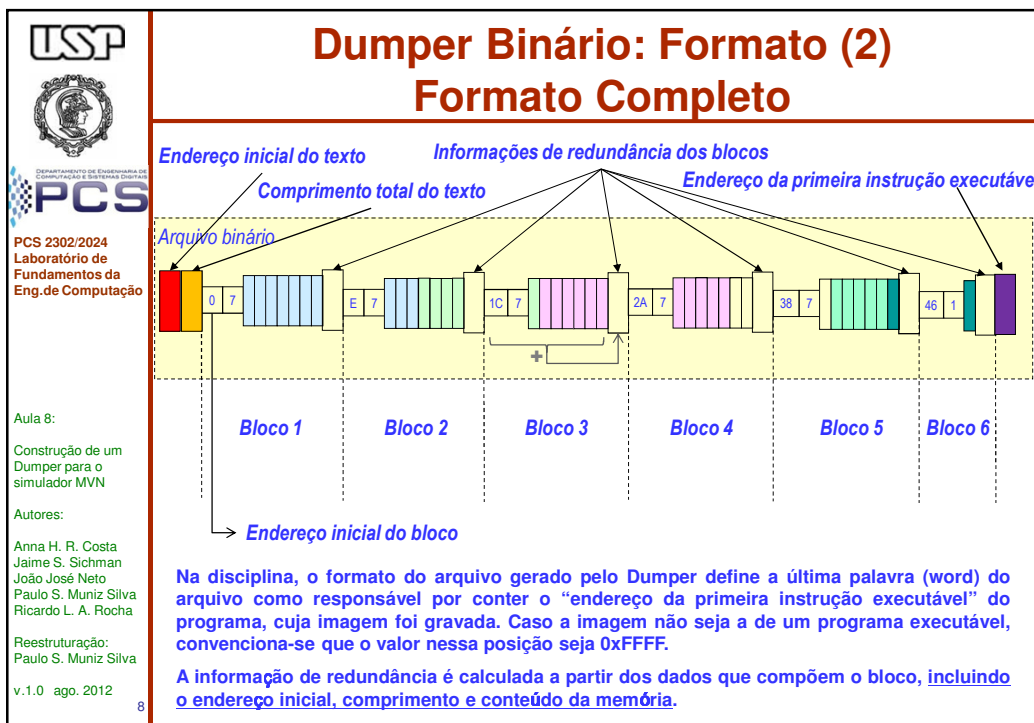 USP
DEPARTAMENTO DE ENGENHARIA DE
COMPUTAÇÃO E SISTEMAS DIGITAIS
PCS
PCS 2302/2024
Laboratório de
Fundamentos da
Eng.de Computação
Aula 8:
Construção de um
Dumper para o
simulador MVN
Autores:
Anna H. R. Costa
Jaime S. Sichman
João José Neto
Paulo S. Muniz Silva
Ricardo L. A. Rocha
Reestruturação:
Paulo S. Muniz Silva
v.1.0 ago. 2012
8
Dumper Binário: Formato (2)
Formato Completo
Endereço inicial do texto
Informações de redundância dos blocos
Comprimento total do texto
Endereço da primeira instrução executáve
Arquivo binário
0 7 E 7 1C 7 2A 7 38 7 46 1
+
Bloco 1 Bloco 2 Bloco 3 Bloco 4 Bloco 5 Bloco 6
Endereço inicial do bloco
Na disciplina, o formato do arquivo gerado pelo Dumper define a última palavra (word) do
arquivo como responsável por conter o “endereço da primeira instrução executável” do
programa, cuja imagem foi gravada. Caso a imagem não seja a de um programa executável,
convenciona-se que o valor nessa posição seja 0xFFFF.
A informação de redundância é calculada a partir dos dados que compõem o bloco, incluindo
o endereço inicial, comprimento e conteúdo da memória.